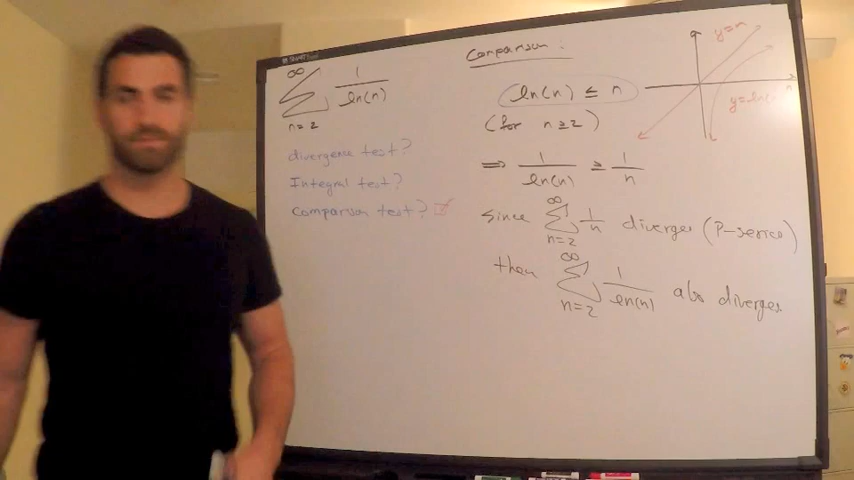 ∞
Σ 1/ln(n)
n=2
divergence test?
Integral test?
Comparison test? ☑
Comparison:
ln(n) ≤ n
(for n≥2)
⇒ 1/ln(n) ≥ 1/n
∞
since Σ 1/n diverges (P-series)
n=2
∞
then Σ 1/ln(n) also diverges
n=2
y=n
y=ln(
n